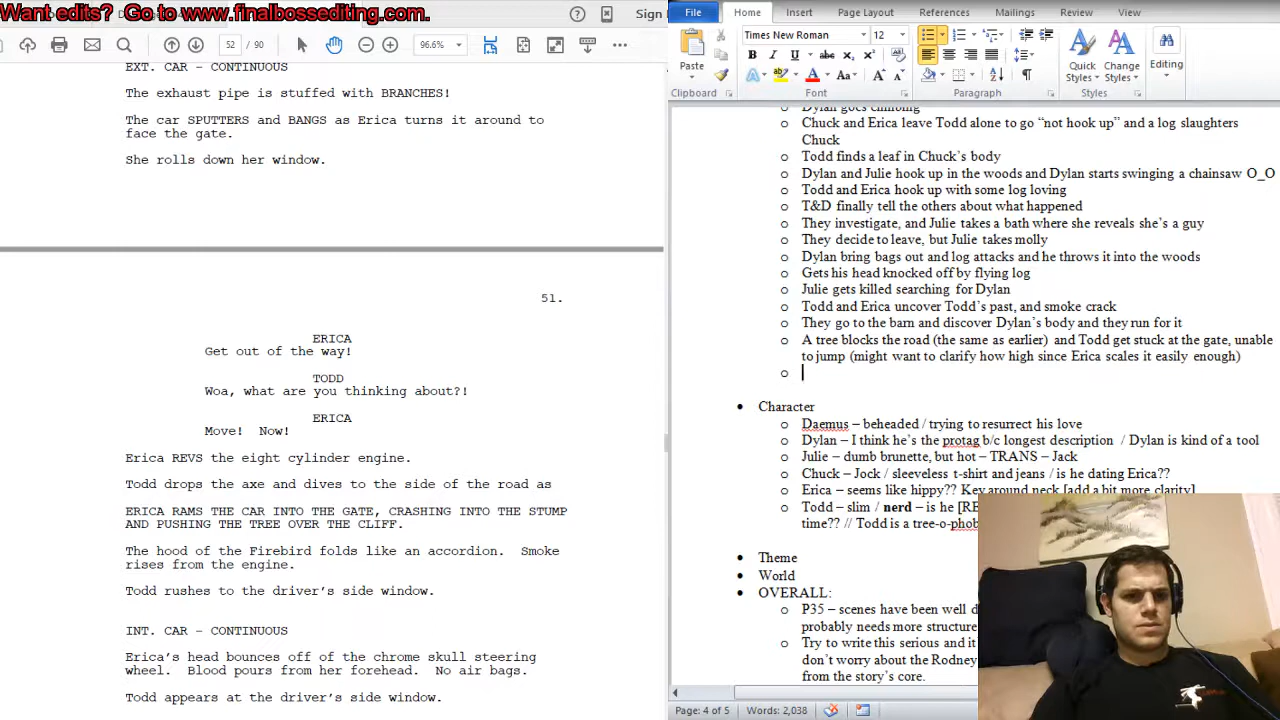 Want edits?  Go to www.finalbossediting.com.
Sign
52 /
96.6%
EXT. CAR – CONTINUOUS
The exhaust pipe is stuffed with BRANCHES!
The car SPUTTERS and BANGS as Erica turns it around to
face the gate.
She rolls down her window.
51.
ERICA
Get out of the way!
TODD
Woa, what are you thinking about?!
ERICA
Move!  Now!
Erica REVS the eight cylinder engine.
Todd drops the axe and dives to the side of the road as
ERICA RAMS THE CAR INTO THE GATE, CRASHING INTO THE STUMP
AND PUSHING THE TREE OVER THE CLIFF.
The hood of the Firebird folds like an accordion.  Smoke
rises from the engine.
Todd rushes to the driver's side window.
INT. CAR – CONTINUOUS
Erica's head bounces off of the chrome skull steering
wheel.  Blood pours from her forehead.  No air bags.
Todd appears at the driver's side window.
File Home Insert Page Layout References Mailings Review View
Times New Roman 12
Paste
Quick Styles
Change Styles
Editing
Clipboard Font Paragraph Styles
Dylan goes climbing
Chuck and Erica leave Todd alone to go “not hook up” and a log slaughters
Chuck
Todd finds a leaf in Chuck's body
Dylan and Julie hook up in the woods and Dylan starts swinging a chainsaw O_O
Todd and Erica hook up with some log loving
T&D finally tell the others about what happened
They investigate, and Julie takes a bath where she reveals she's a guy
They decide to leave, but Julie takes molly
Dylan bring bags out and log attacks and he throws it into the woods
Gets his head knocked off by flying log
Julie gets killed searching for Dylan
Todd and Erica uncover Todd's past, and smoke crack
They go to the barn and discover Dylan's body and they run for it
A tree blocks the road (the same as earlier) and Todd get stuck at the gate, unable
to jump (might want to clarify how high since Erica scales it easily enough)
Character
Daemus – beheaded / trying to resurrect his love
Dylan – I think he's the protag b/c longest description / Dylan is kind of a tool
Julie – dumb brunette, but hot – TRANS – Jack
Chuck – Jock / sleeveless t-shirt and jeans / is he dating Erica??
Erica – seems like hippy?? Key around neck [add a bit more clarity]
Todd – slim / nerd – is he
time?? // Todd is a
Theme
World
OVERALL:
P35 – scenes have been well
probably needs more structure
Try to write this serious and it
don't worry about the Rodney
from the story's core.
Page: 4 of 5 Words: 2,038